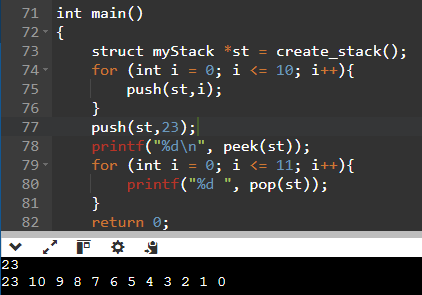 71 int main()
72 {
73     struct myStack *st = create_stack();
74     for (int i = 0; i <= 10; i++){
75         push(st,i);
76     }
77     push(st,23);
78     printf("%d\n", peek(st));
79     for (int i = 0; i <= 11; i++){
80         printf("%d ", pop(st));
81     }
82     return 0;
23
23 10 9 8 7 6 5 4 3 2 1 0